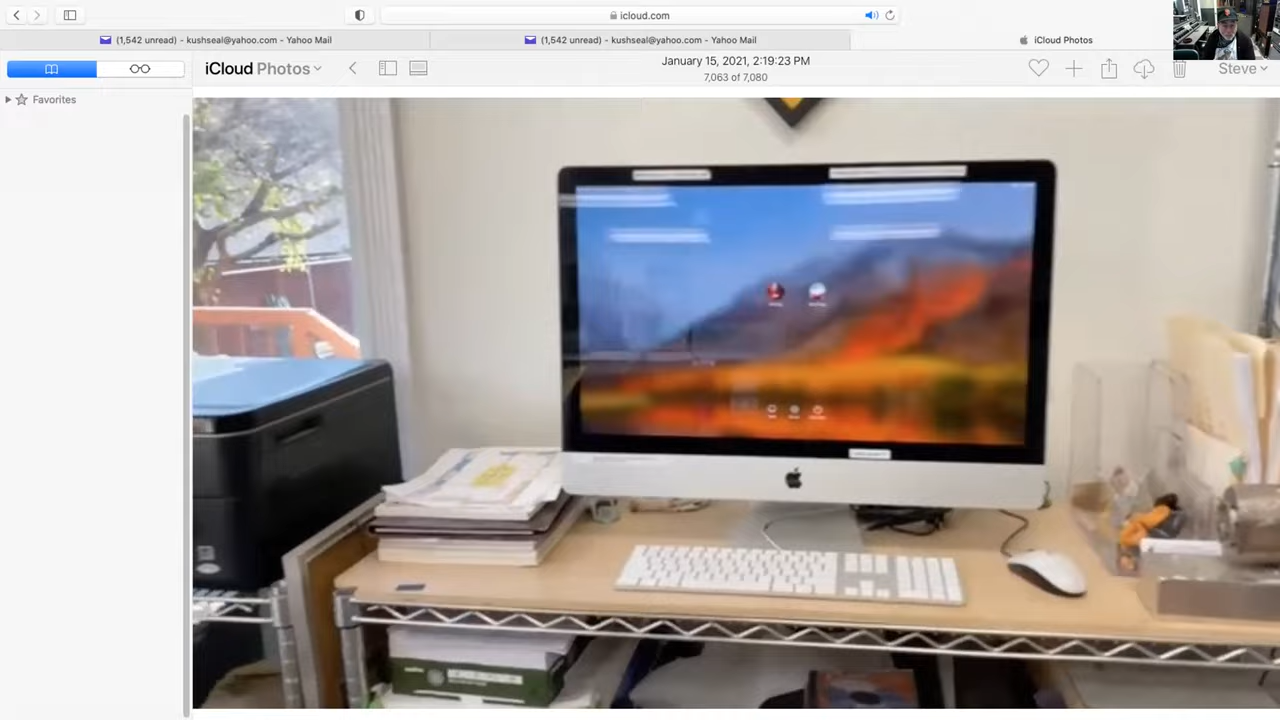 icloud.com
(1,542 unread) - kushseal@yahoo.com - Yahoo Mail
(1,542 unread) - kushseal@yahoo.com - Yahoo Mail
iCloud Photos
iCloud Photos
January 15, 2021, 2:19:23 PM
7,063 of 7,080
Steve
Favorites